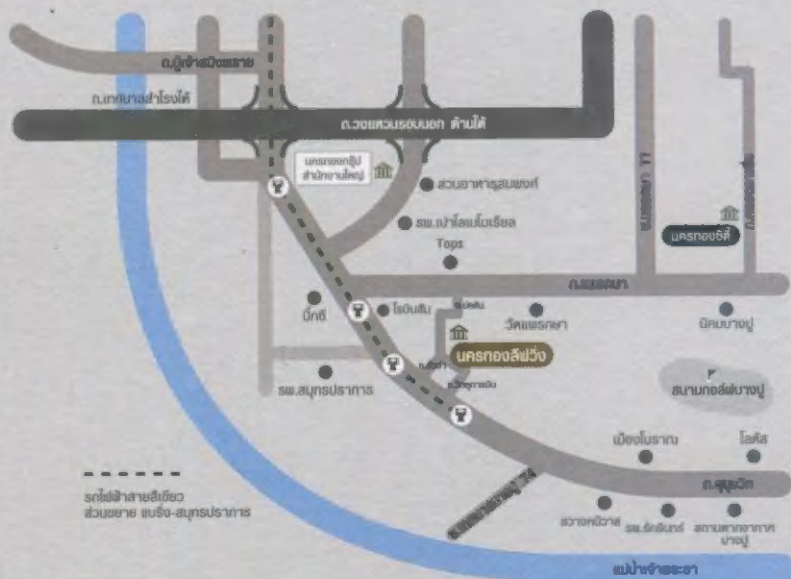 ถ.ปู่เจ้าสมิงพราย
ถ.เทศบาลสำโรงใต้
ถ.วงแหวนรอบนอก ด้านใต้
นครทองกรุ๊ป
สำนักงานใหญ่
สวนอาหารสมพงศ์
รพ.เปาโลเมโมเรียล
Tops
นครทองซิตี้
ถ.แพรกษา
บิ๊กซี
โรบินสัน
วัดแพรกษา
นิคมบางปู
นครทองลีฟวิ่ง
รพ.สมุทรปราการ
สนามกอล์ฟบางปู
เมืองโบราณ
โลตัส
ถ.สุขุมวิท
รถไฟฟ้าสายสีเขียว
ส่วนขยาย แบริ่ง-สมุทรปราการ
สวางคนิวาส
รพ.รัทรินทร์
สถานตากอากาศ
บางปู
แม่น้ำเจ้าพระยา